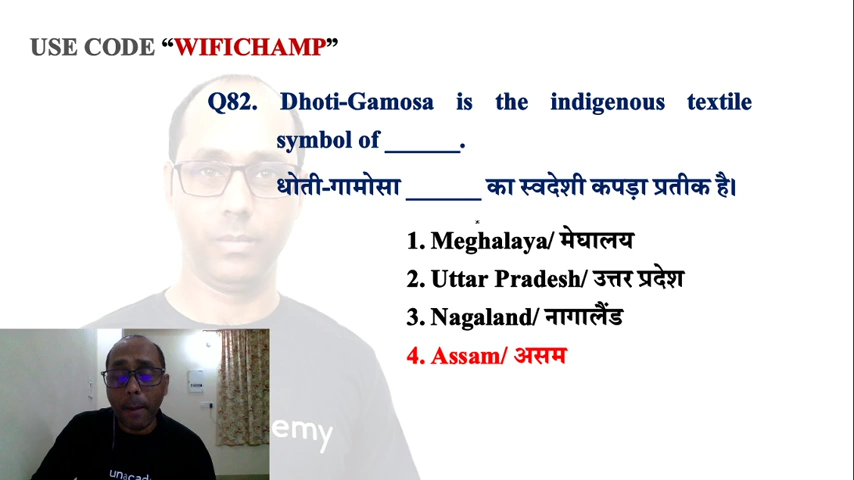 USE CODE “WIFICHAMP”
Q82. Dhoti-Gamosa is the indigenous textile
symbol of ______.
धोती-गामोसा ______ का स्वदेशी कपड़ा प्रतीक है।
1. Meghalaya/ मेघालय
2. Uttar Pradesh/ उत्तर प्रदेश
3. Nagaland/ नागालैंड
4. Assam/ असम
emy
unacad